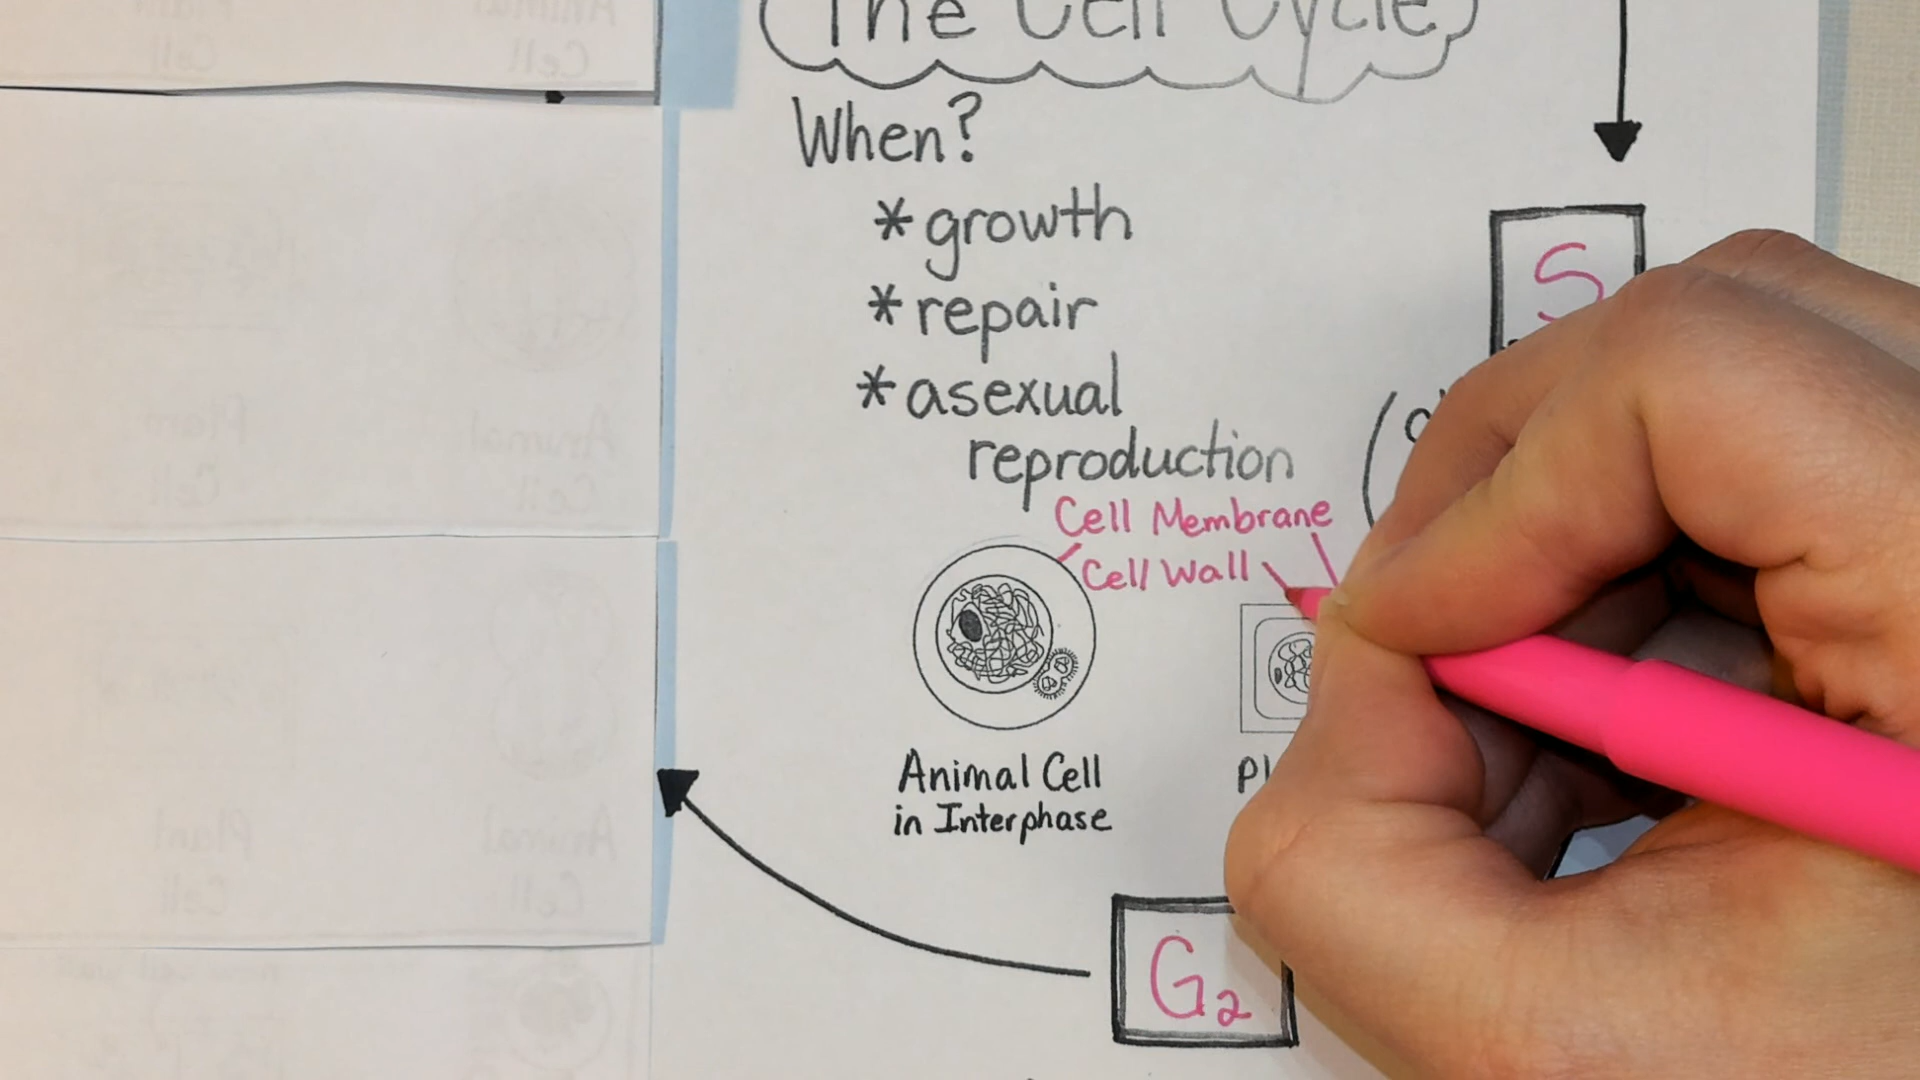 The Cell Cycle
When?
*growth
*repair
*asexual
reproduction
S
Cell Membrane
Cell Wall
Animal Cell
in Interphase
G2